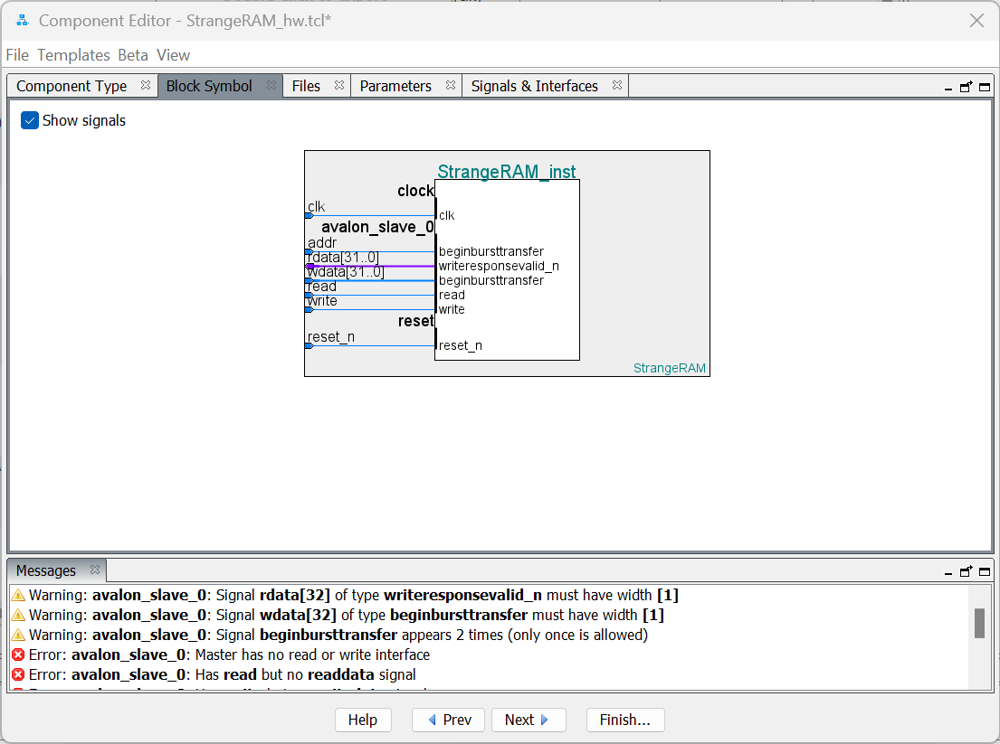 Component Editor - StrangeRAM_hw.tcl*
File Templates Beta View
Component Type Block Symbol Files Parameters Signals & Interfaces
Show signals
StrangeRAM_inst
clock
clk
clk
avalon_slave_0
addr
beginbursttransfer
rdata[31..0]
writeresponsevalid_n
wdata[31..0]
beginbursttransfer
read
read
write
write
reset
reset_n
reset_n
StrangeRAM
Messages
Warning: avalon_slave_0: Signal rdata[32] of type writeresponsevalid_n must have width [1]
Warning: avalon_slave_0: Signal wdata[32] of type beginbursttransfer must have width [1]
Warning: avalon_slave_0: Signal beginbursttransfer appears 2 times (only once is allowed)
Error: avalon_slave_0: Master has no read or write interface
Error: avalon_slave_0: Has read but no readdata signal
Help Prev Next Finish...